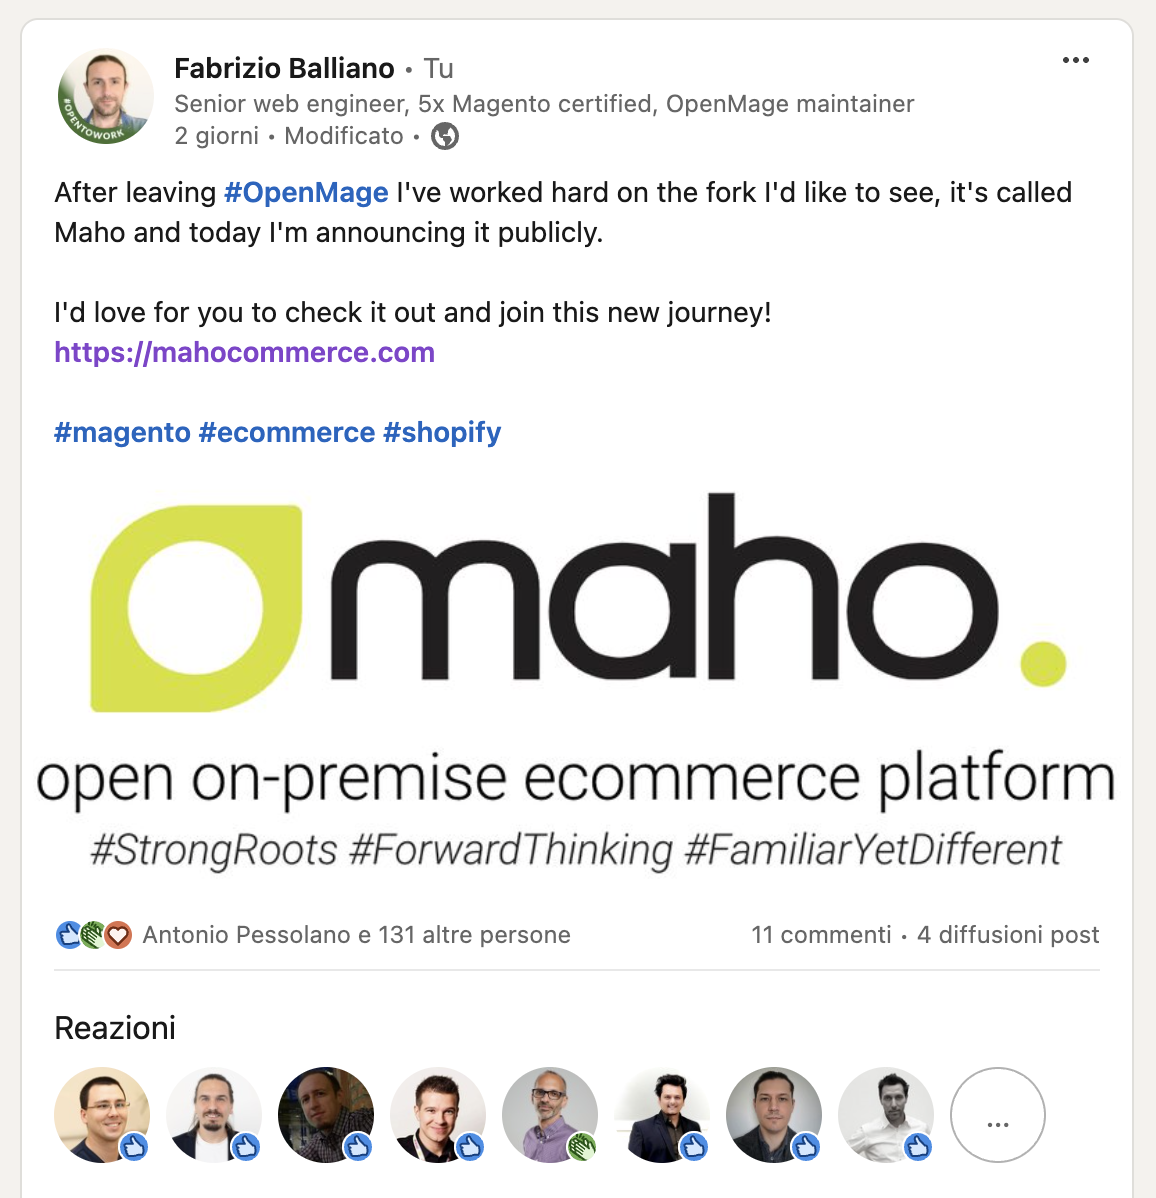 Fabrizio Balliano • Tu
Senior web engineer, 5x Magento certified, OpenMage maintainer
2 giorni • Modificato •
#OPENTOWORK
After leaving #OpenMage I've worked hard on the fork I'd like to see, it's called
Maho and today I'm announcing it publicly.
I'd love for you to check it out and join this new journey!
https://mahocommerce.com
#magento #ecommerce #shopify
maho.
open on-premise ecommerce platform
#StrongRoots #ForwardThinking #FamiliarYetDifferent
Antonio Pessolano e 131 altre persone
11 commenti • 4 diffusioni post
Reazioni
...